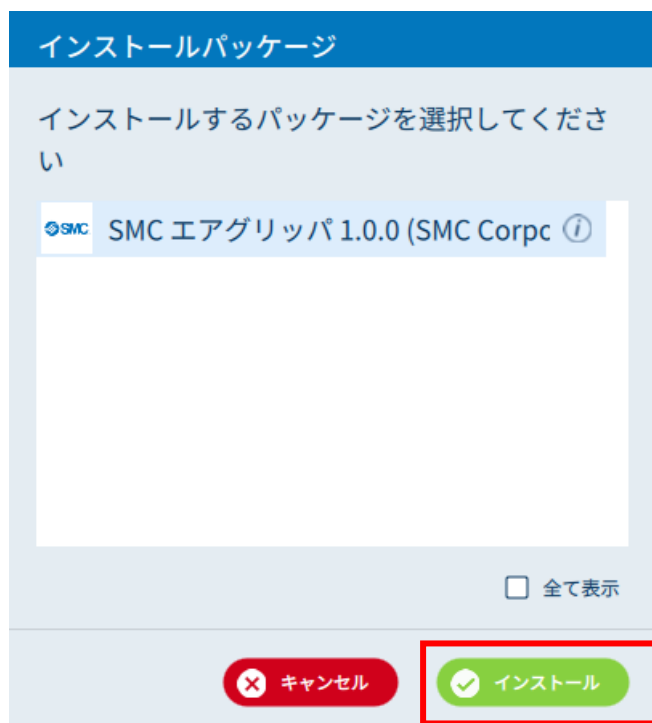 インストールパッケージ
インストールするパッケージを選択してくださ
い
SMC SMC エアグリッパ 1.0.0 (SMC Corpc i
全て表示
キャンセル インストール